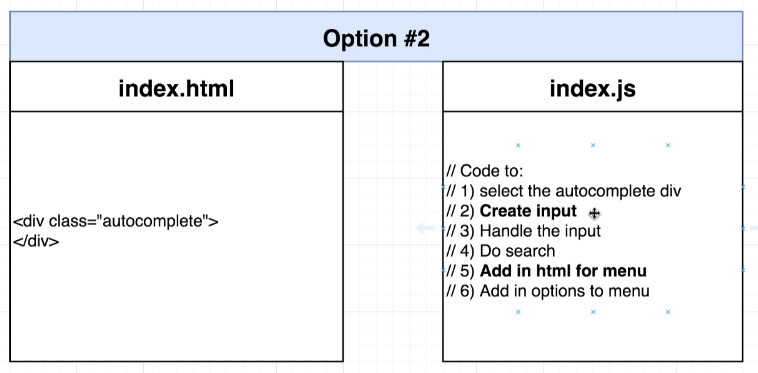 Option #2
index.html
<div class="autocomplete">
</div>
index.js
// Code to:
// 1) select the autocomplete div
// 2) Create input
// 3) Handle the input
// 4) Do search
// 5) Add in html for menu
// 6) Add in options to menu